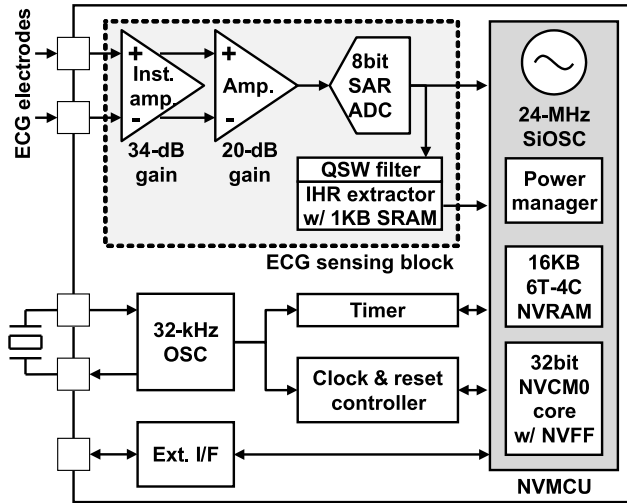 ECG electrodes
+
-
Inst.
amp.
34-dB
gain
+
-
Amp.
20-dB
gain
8bit
SAR
ADC
QSW filter
IHR extractor
w/ 1KB SRAM
ECG sensing block
24-MHz
SiOSC
Power
manager
16KB
6T-4C
NVRAM
32bit
NVCM0
core
w/ NVFF
NVMCU
32-kHz
OSC
Timer
Clock & reset
controller
Ext. I/F